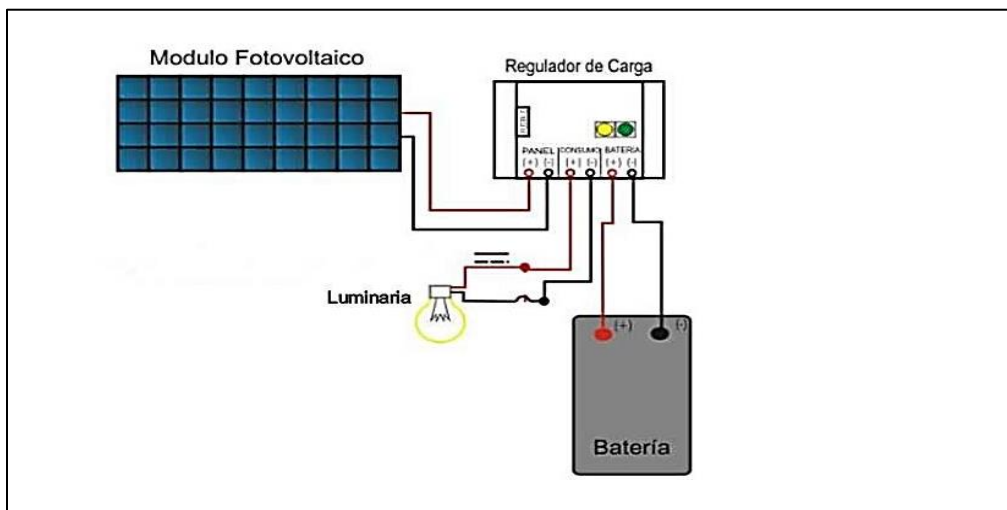 Modulo Fotovoltaico
Regulador de Carga
PANEL CONSUMO BATERIA
(+) (-) (+) (-) (+) (-)
Luminaria
(+) (-)
Batería